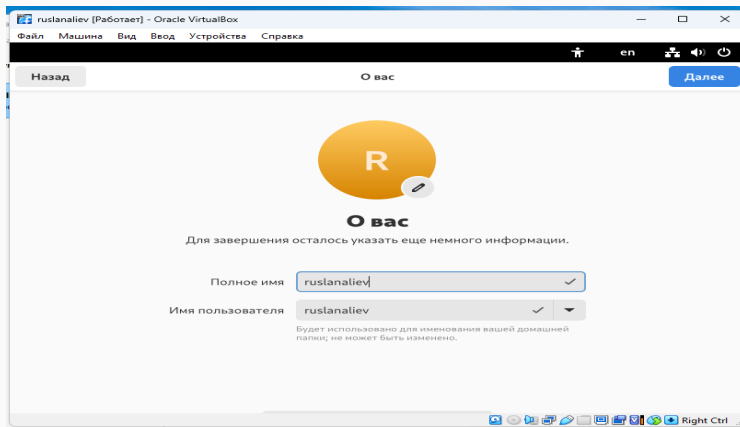 ruslanaliev [Работает] - Oracle VirtualBox
Файл Машина Вид Ввод Устройства Справка
en
Назад
О вас
Далее
R
О вас
Для завершения осталось указать еще немного информации.
Полное имя ruslanaliev
Имя пользователя ruslanaliev
Будет использовано для именования вашей домашней
папки; не может быть изменено.
Right Ctrl